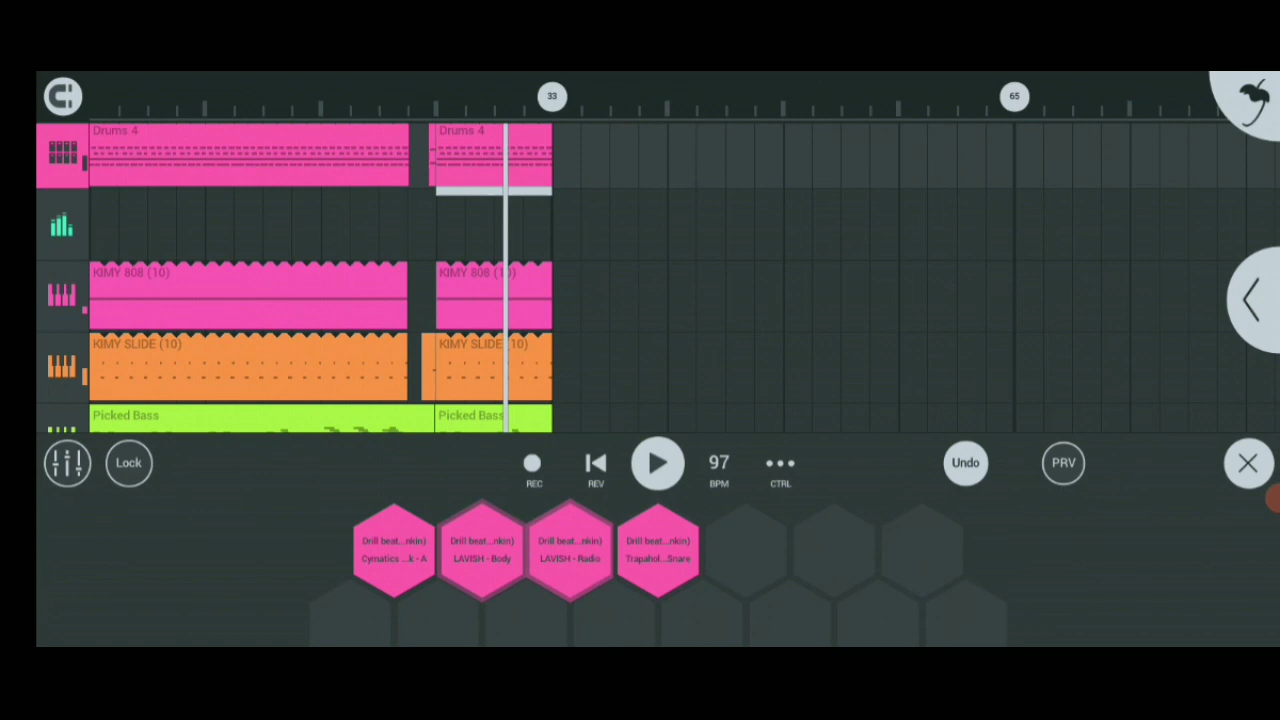 33
65
Drums 4
Drums 4
KIMY 808 (10)
KIMY 808 (10)
KIMY SLIDE (10)
KIMY SLIDE (10)
Picked Bass
Picked Bass
Lock
REC
REV
97
BPM
CTRL
Undo
PRV
Drill beat...nkin)
Cymatics ...k - A
Drill beat...nkin)
LAVISH - Body
Drill beat...nkin)
LAVISH - Radio
Drill beat...nkin)
Trapahol...Snare